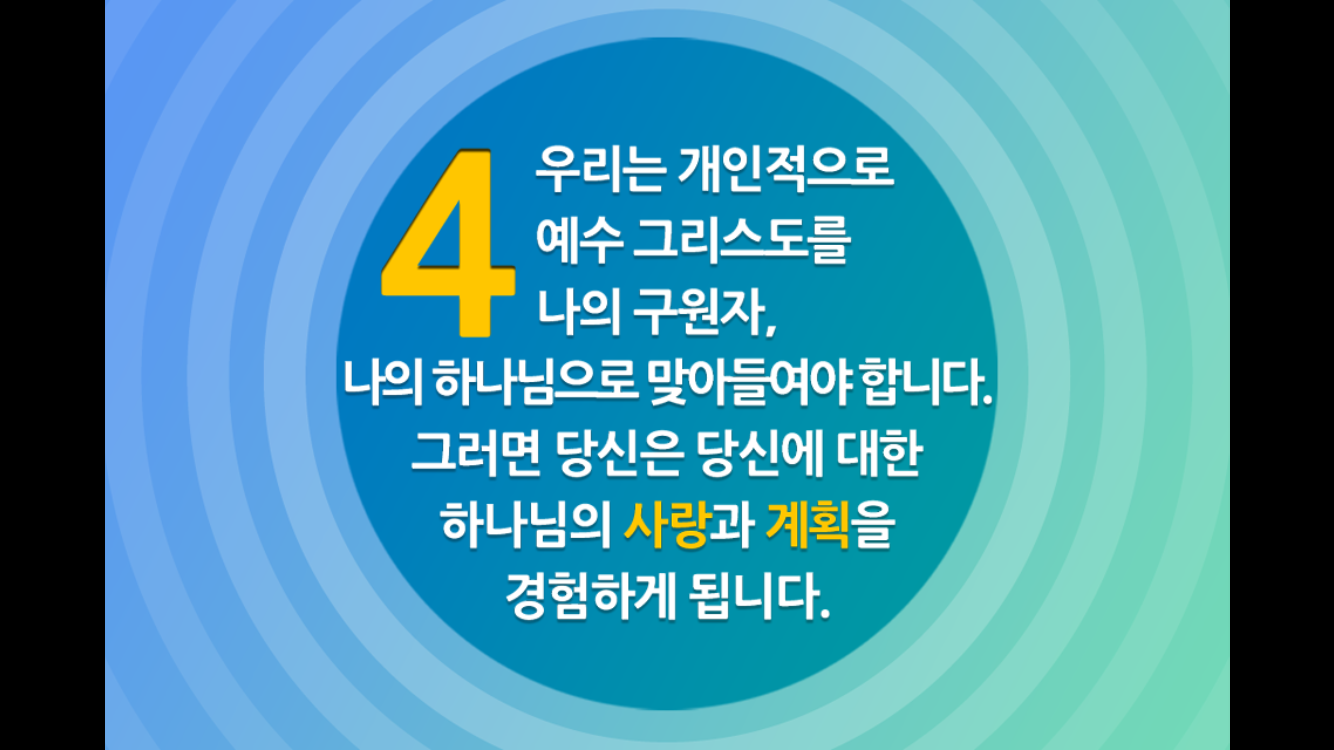 4
우리는 개인적으로
예수 그리스도를
나의 구원자,
나의 하나님으로 맞아들여야 합니다.
그러면 당신은 당신에 대한
하나님의 사랑과 계획을
경험하게 됩니다.